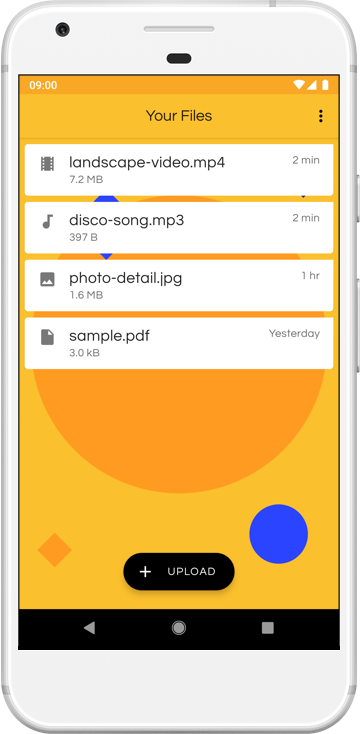 09:00
Your Files
landscape-video.mp4 2 min
7.2 MB
disco-song.mp3 2 min
397 B
photo-detail.jpg 1 hr
1.6 MB
sample.pdf Yesterday
3.0 kB
UPLOAD